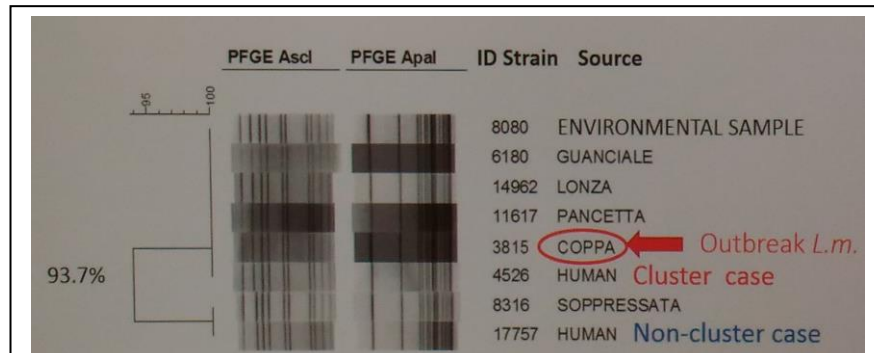 PFGE AscI PFGE ApaI ID Strain Source
95 100
8080 ENVIRONMENTAL SAMPLE
6180 GUANCIALE
14962 LONZA
11617 PANCETTA
3815 COPPA Outbreak L.m.
93.7% 4526 HUMAN Cluster case
8316 SOPPRESSATA
17757 HUMAN Non-cluster case